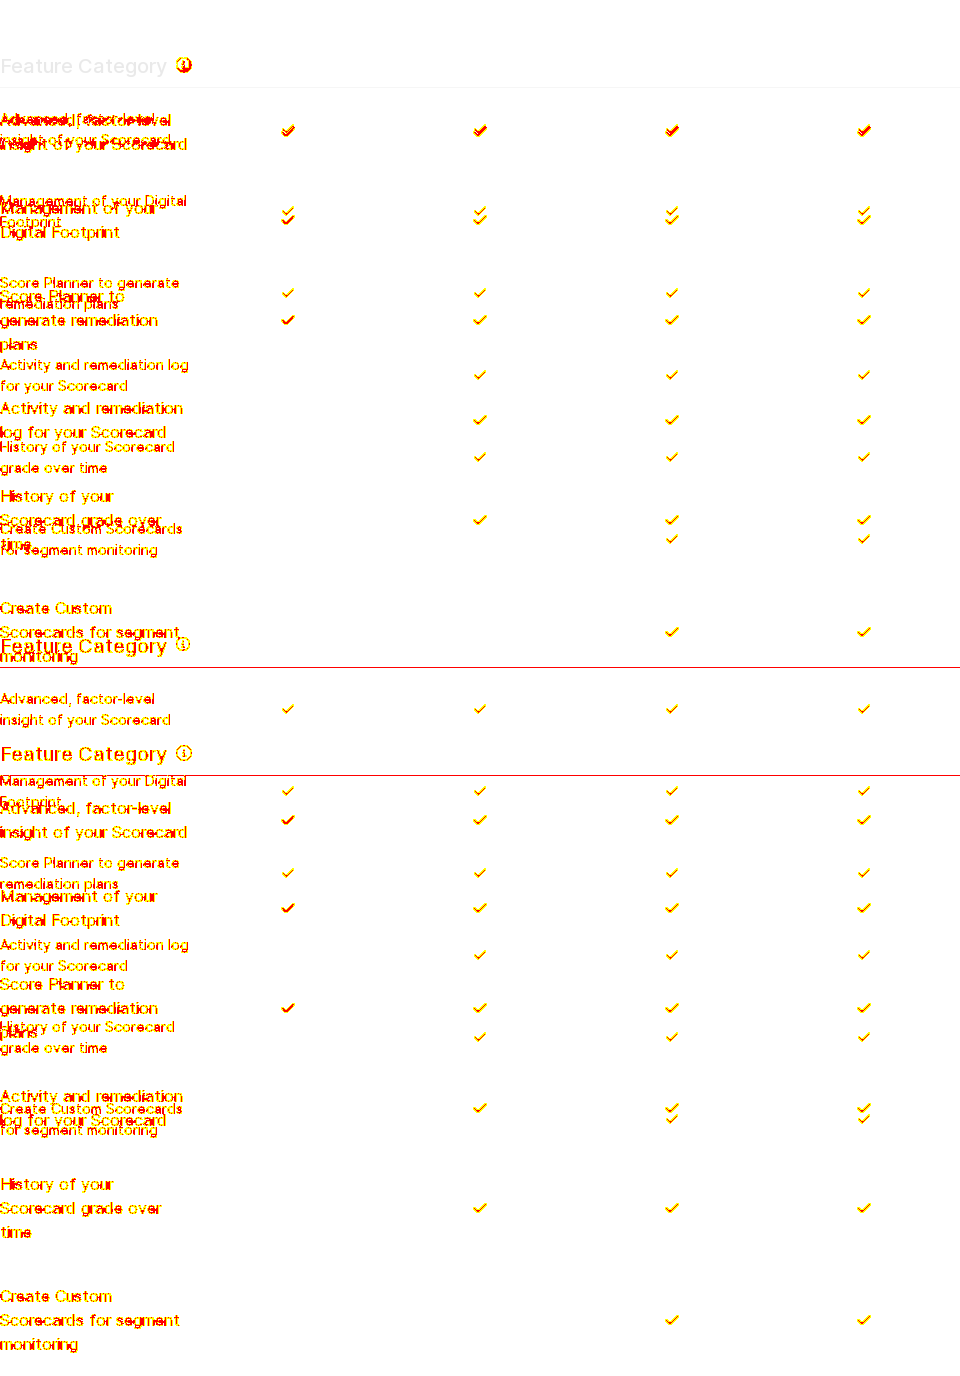 Feature Category
Advanced, factor-level
insight of your Scorecard
Management of your Digital
Footprint
Management of your
Digital Footprint
Score Planner to generate
remediation plans
Score Planner to
generate remediation
plans
Activity and remediation log
for your Scorecard
Activity and remediation
log for your Scorecard
History of your Scorecard
grade over time
History of your
Scorecard grade over
time
Create Custom Scorecards
for segment monitoring
Create Custom
Scorecards for segment
monitoring
Feature Category
Advanced, factor-level
insight of your Scorecard
Feature Category
Management of your Digital
Footprint
Advanced, factor-level
insight of your Scorecard
Score Planner to generate
remediation plans
Management of your
Digital Footprint
Activity and remediation log
for your Scorecard
Score Planner to
generate remediation
plans
History of your Scorecard
grade over time
Activity and remediation
log for your Scorecard
Create Custom Scorecards
for segment monitoring
History of your
Scorecard grade over
time
Create Custom
Scorecards for segment
monitoring